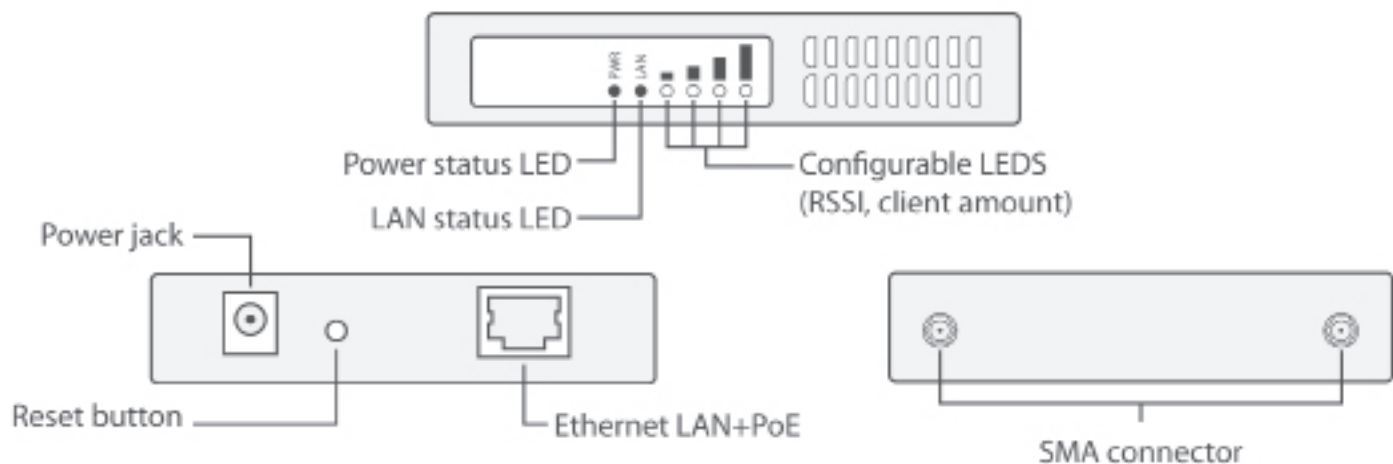 PWR
LAN
Power status LED
Configurable LEDS
(RSSI, client amount)
LAN status LED
Power jack
Reset button
Ethernet LAN+PoE
SMA connector